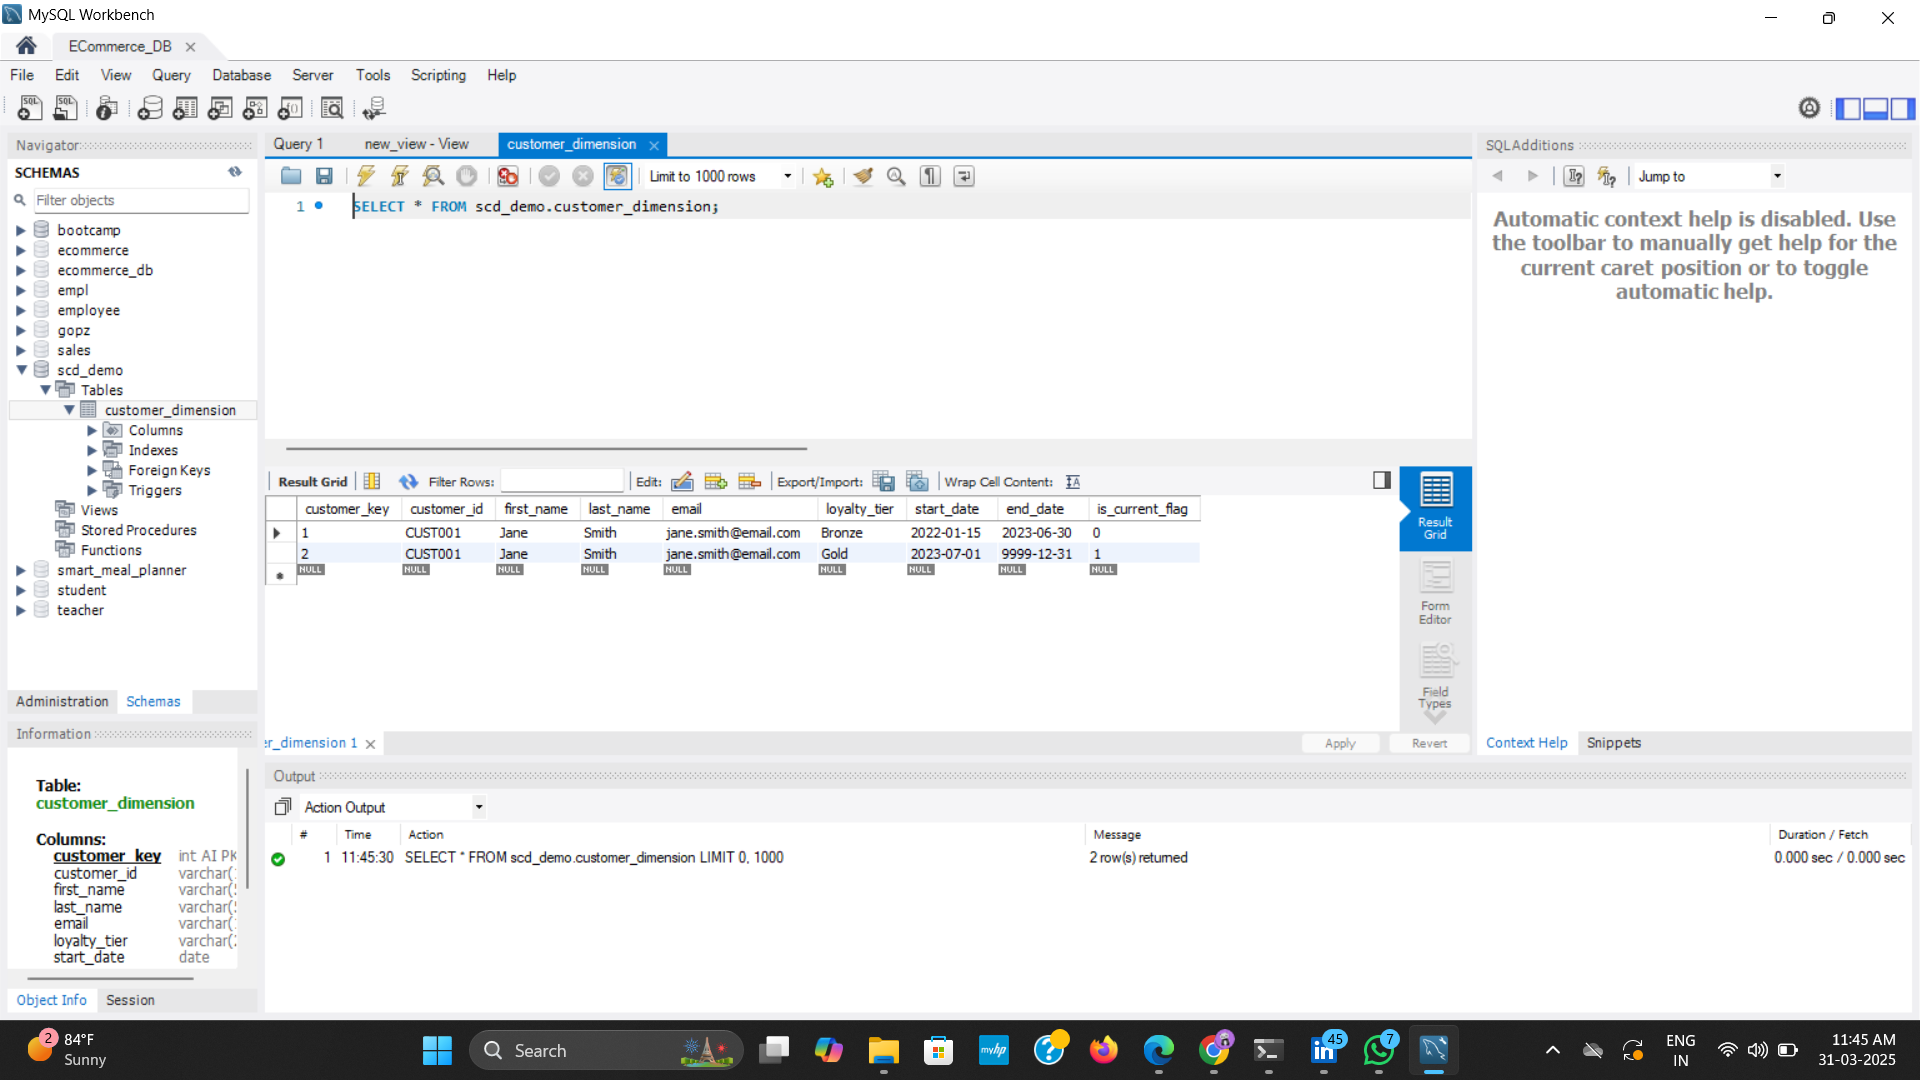 MySQL Workbench
ECommerce_DB
File Edit View Query Database Server Tools Scripting Help
Navigator
SCHEMAS
Filter objects
bootcamp
ecommerce
ecommerce_db
empl
employee
gopz
sales
scd_demo
Tables
customer_dimension
Columns
Indexes
Foreign Keys
Triggers
Views
Stored Procedures
Functions
smart_meal_planner
student
teacher
Administration Schemas
Information
Table:
customer_dimension
Columns:
customer_key int AI PK
customer_id varchar(
first_name varchar(
last_name varchar(
email varchar(
loyalty_tier varchar(
start_date date
Object Info Session
Query 1 new_view - View customer_dimension
Limit to 1000 rows
1 SELECT * FROM scd_demo.customer_dimension;
Result Grid Filter Rows: Edit: Export/Import: Wrap Cell Content:
customer_key customer_id first_name last_name email loyalty_tier start_date end_date is_current_flag
1 CUST001 Jane Smith jane.smith@email.com Bronze 2022-01-15 2023-06-30 0
2 CUST001 Jane Smith jane.smith@email.com Gold 2023-07-01 9999-12-31 1
NULL NULL NULL NULL NULL NULL NULL NULL NULL
Result
Grid
Form
Editor
Field
Types
er_dimension 1
Apply Revert
SQLAdditions
Jump to
Automatic context help is disabled. Use
the toolbar to manually get help for the
current caret position or to toggle
automatic help.
Context Help Snippets
Output
Action Output
# Time Action Message Duration / Fetch
1 11:45:30 SELECT * FROM scd_demo.customer_dimension LIMIT 0, 1000 2 row(s) returned 0.000 sec / 0.000 sec
2
84°F
Sunny
Search
myhp
45
7
ENG
IN
11:45 AM
31-03-2025